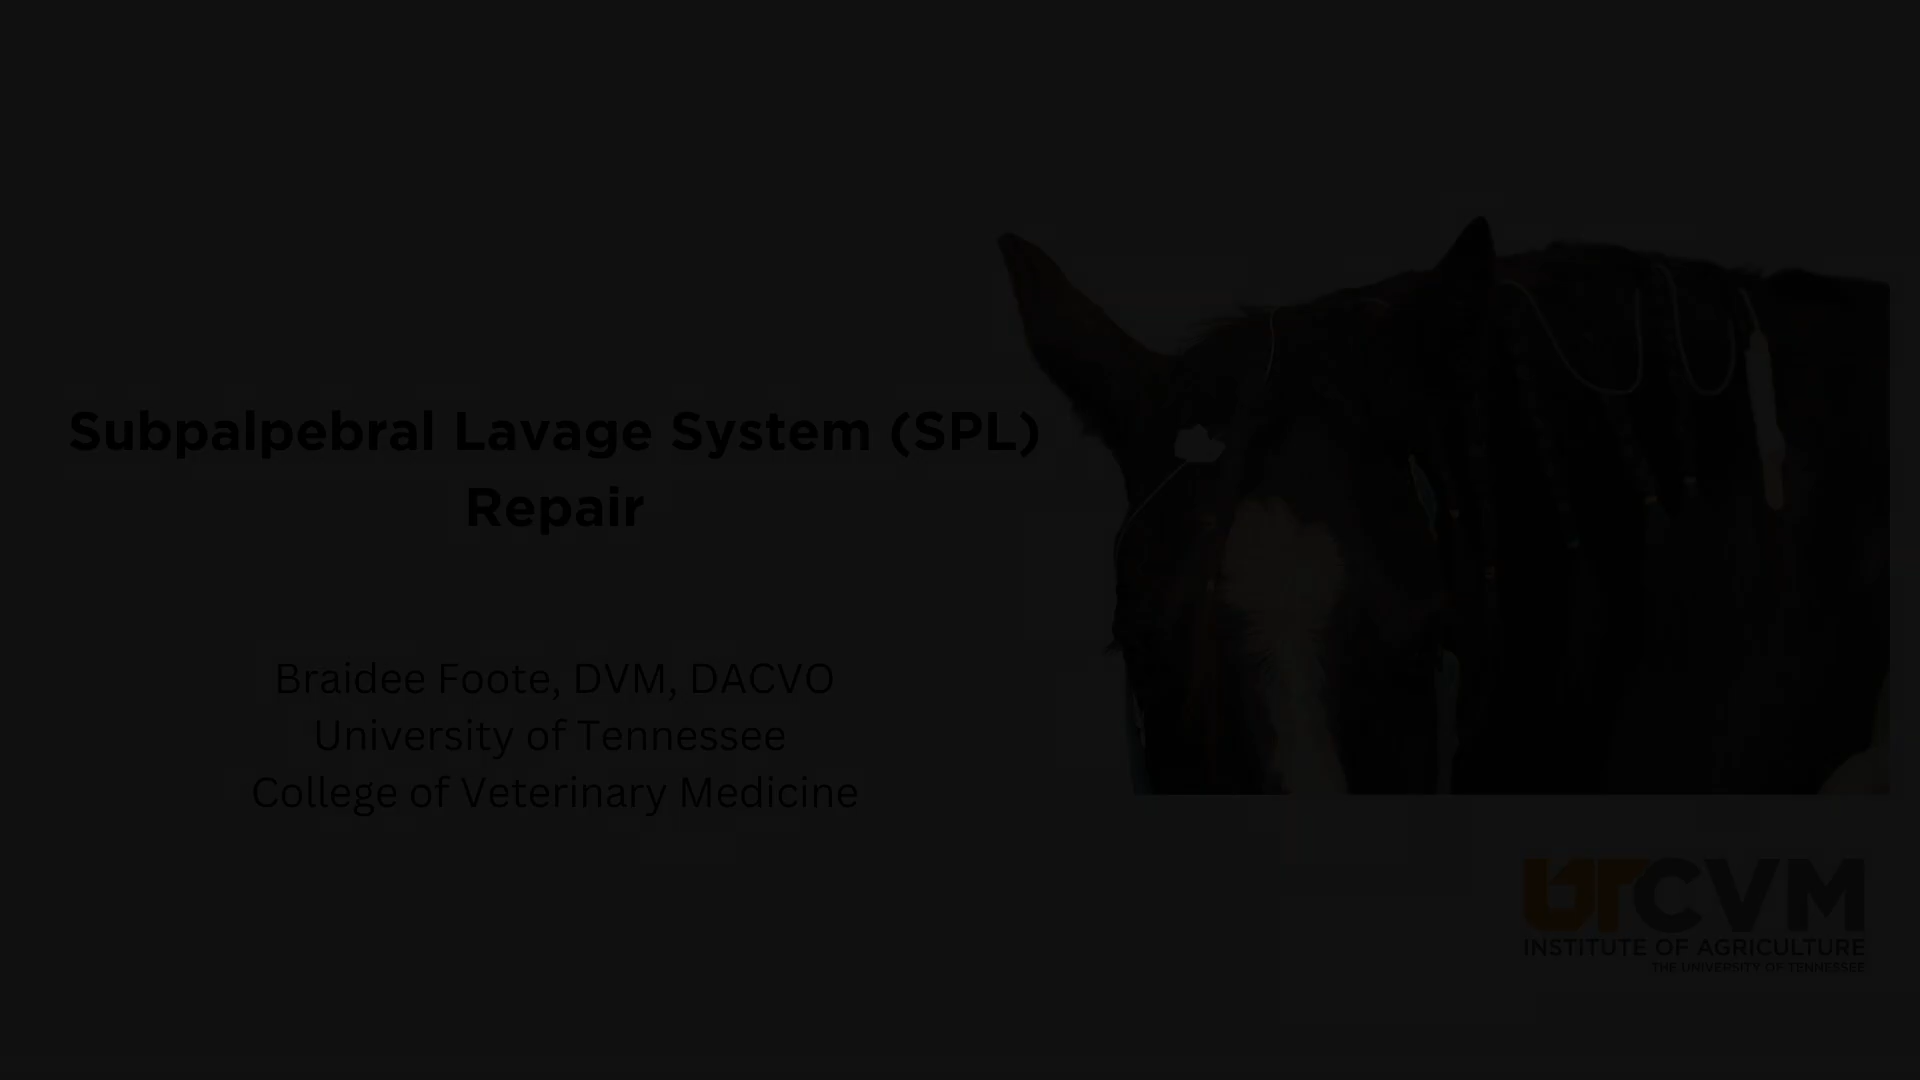 Subpalpebral Lavage System (SPL)
Repair
Braidee Foote, DVM, DACVO
University of Tennessee
College of Veterinary Medicine
UTCVM
INSTITUTE OF AGRICULTURE
THE UNIVERSITY OF TENNESSEE